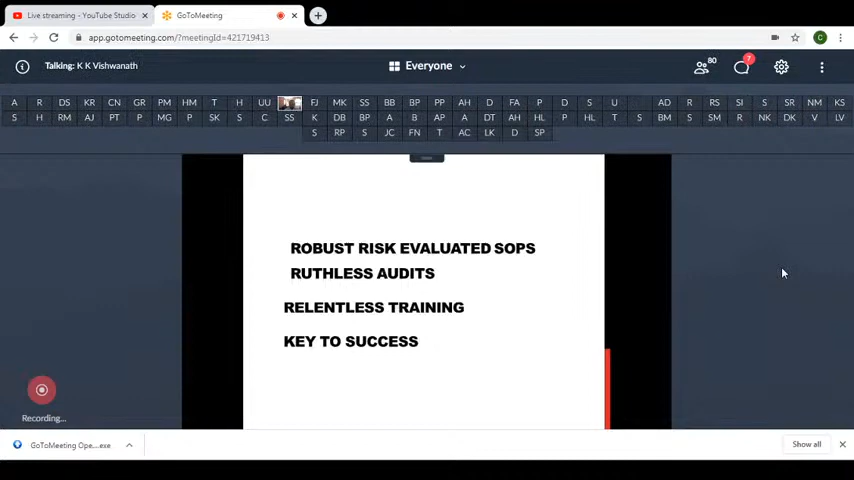 Live streaming - YouTube Studio
GoToMeeting
app.gotomeeting.com/?meetingId=421719413
C
Talking: K K Vishwanath
Everyone
80
7
A R DS KR CN GR PM HM T H UU FJ MK SS BB BP PP AH D FA P D S U AD R RS SI S SR NM KS
S H RM AJ PT P MG P SK S C SS K DB BP A B AP A DT AH HL P HL T S BM S SM R NK DK V LV
S RP S JC FN T AC LK D SP
ROBUST RISK EVALUATED SOPS
RUTHLESS AUDITS
RELENTLESS TRAINING
KEY TO SUCCESS
Recording...
GoToMeeting Ope....exe
Show all